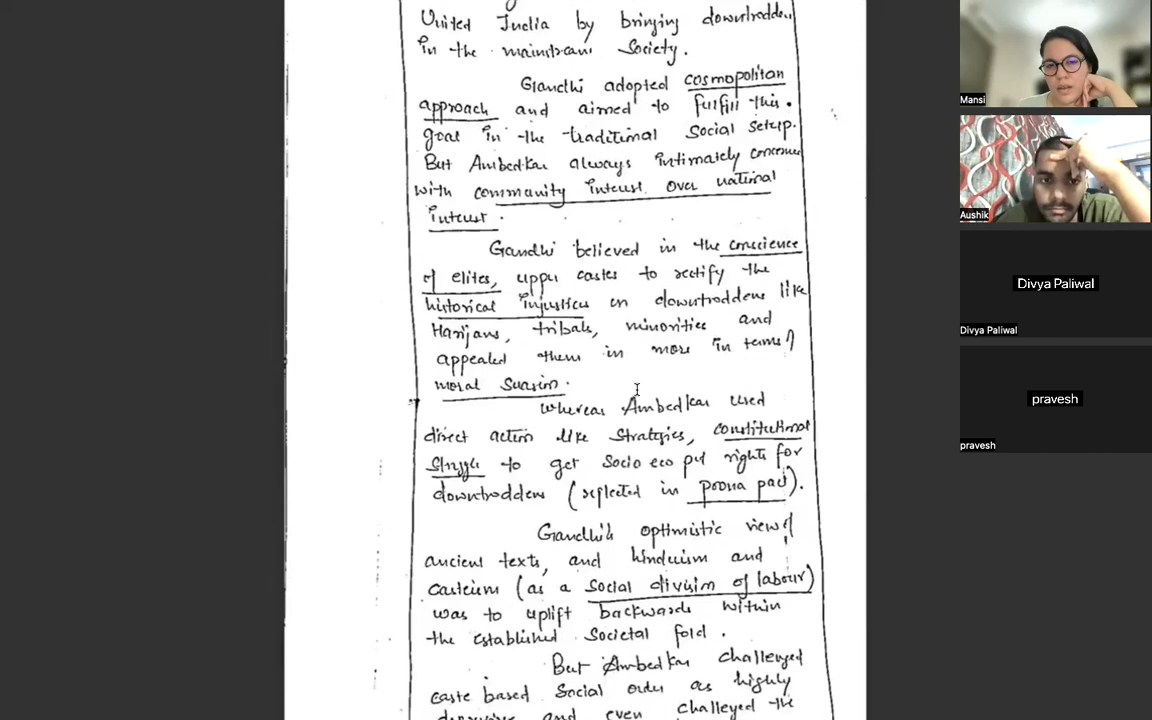 United India by bringing downtrodden
in the mainstream Society.
Gandhi adopted cosmopolitan
approach and aimed to fulfill this.
goal in the traditional Social setup.
But Ambedkar always intimately concerned
with community interest over national
interest.
Gandhi believed in the conscience
of elites, upper castes to rectify the
historical injustices on downtroddens like
Harijans, tribals, minorities and
appealed them in more in terms of
moral Suasion.
whereas Ambedkar used
direct action like strategies, constitutional
struggle to get Socio eco pol rights for
downtroddens (reflected in poona pact).
Gandhi's optimistic view of
ancient texts, and hinduism and
casteism (as a Social division of labour)
was to uplift backwards within
the established Societal fold.
But Ambedkar challenged
caste based Social order as highly
and even challenged the
Mansi
Aushik
Divya Paliwal
Divya Paliwal
pravesh
pravesh